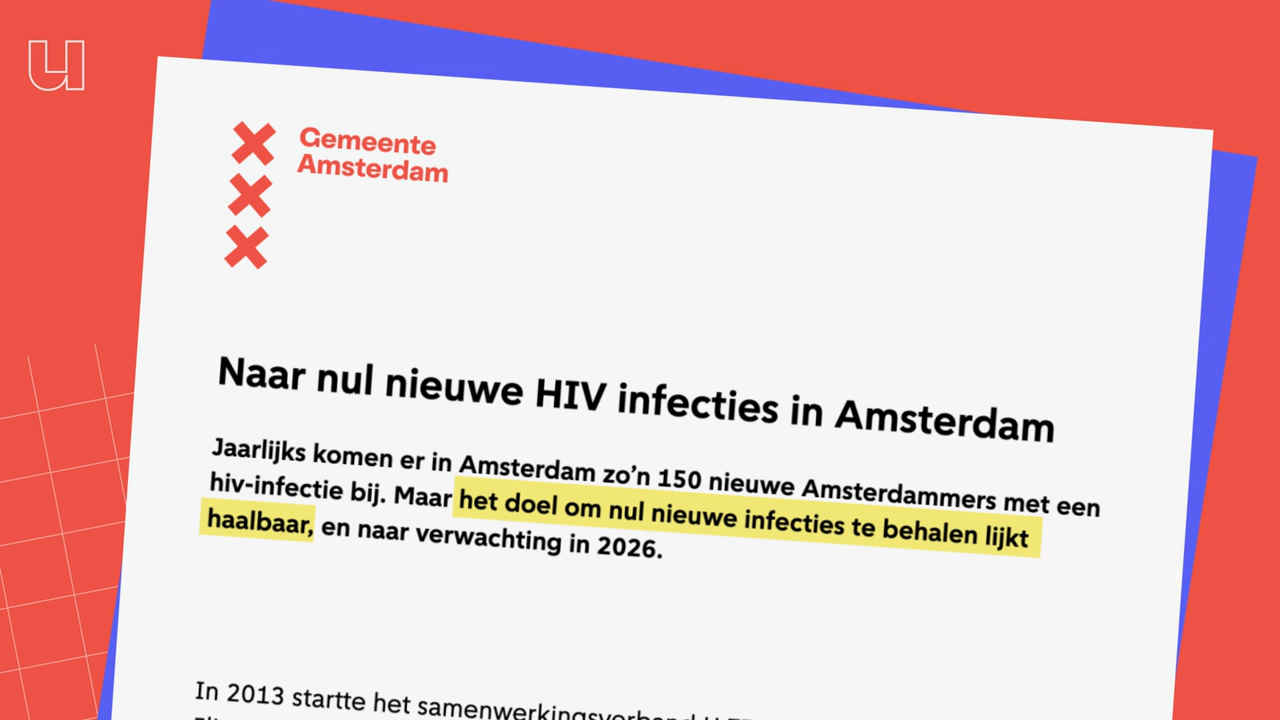 u
Gemeente
Amsterdam
Naar nul nieuwe HIV infecties in Amsterdam
Jaarlijks komen er in Amsterdam zo’n 150 nieuwe Amsterdammers met een
hiv-infectie bij. Maar het doel om nul nieuwe infecties te behalen lijkt
haalbaar, en naar verwachting in 2026.
In 2013 startte het samenwerkingsverband